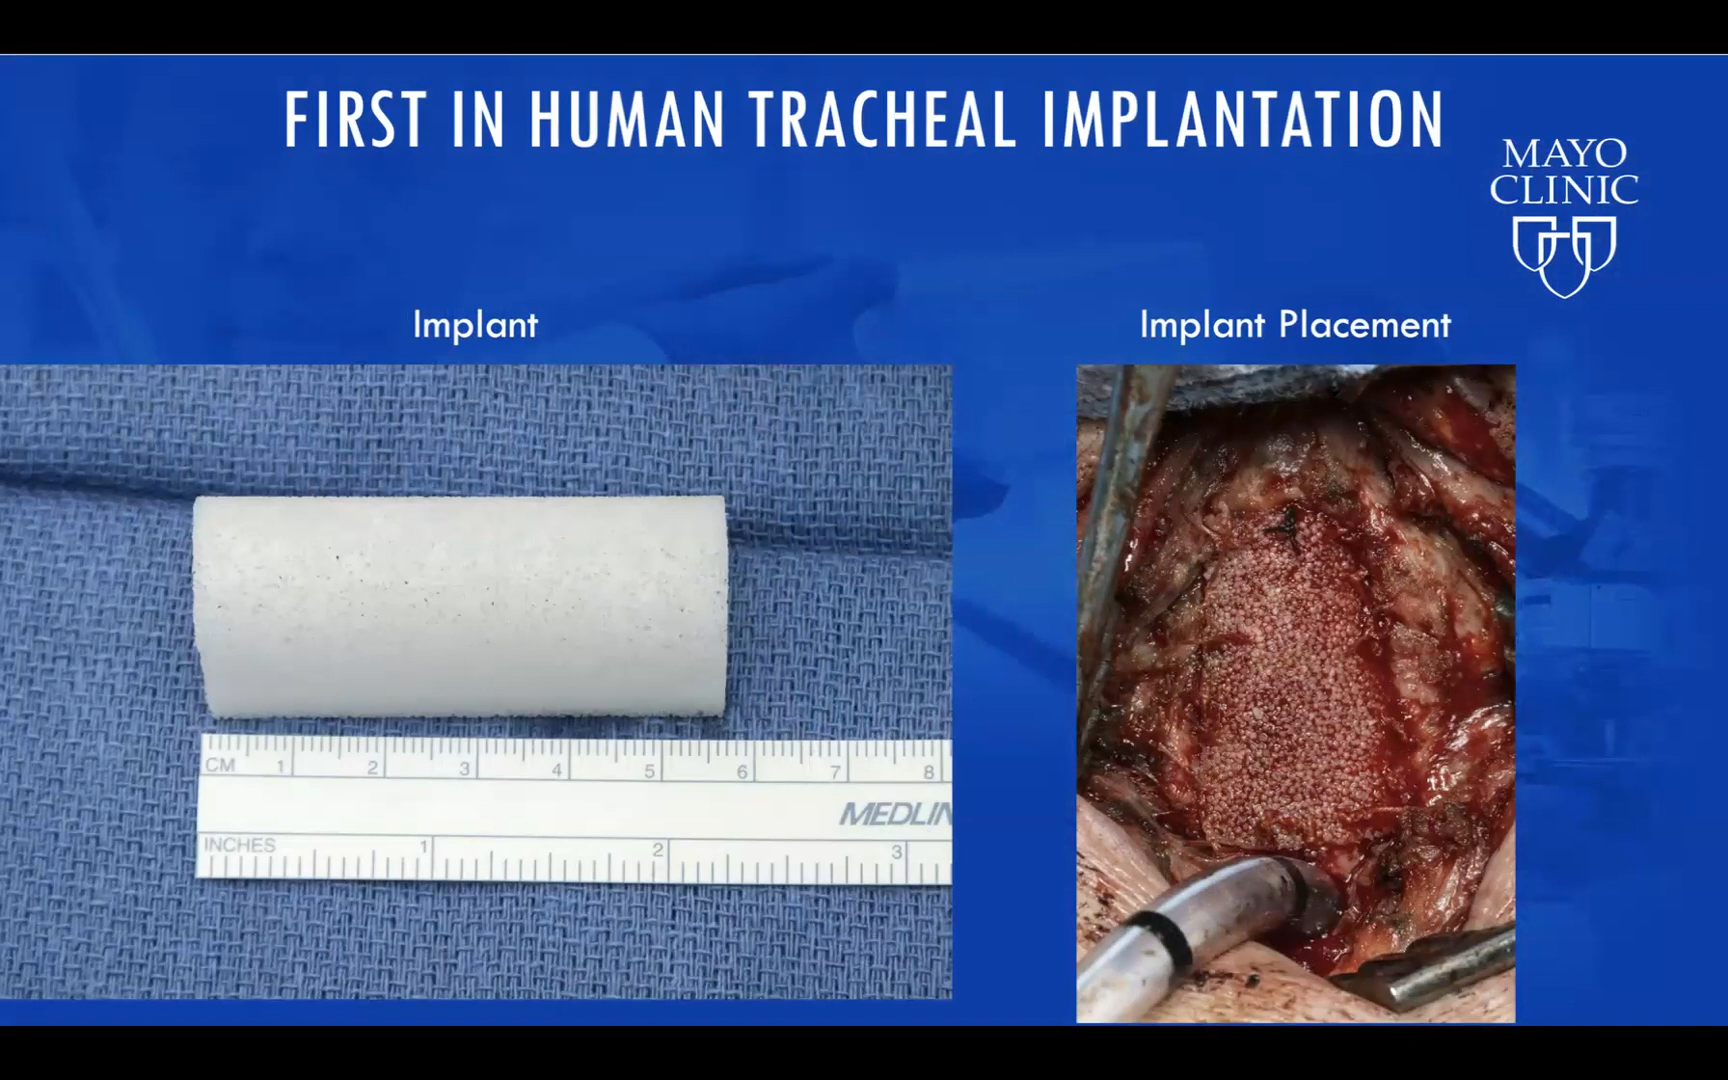 FIRST IN HUMAN TRACHEAL IMPLANTATION
MAYO
CLINIC
Implant
Implant Placement
CM 1 2 3 4 5 6 7 8
MEDLIN
INCHES 1 2 3